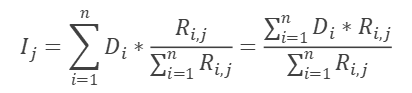 $I_j = \sum_{i=1}^{n} D_i * \frac{R_{i,j}}{\sum_{i=1}^{n} R_{i,j}} = \frac{\sum_{i=1}^{n} D_i * R_{i,j}}{\sum_{i=1}^{n} R_{i,j}}$